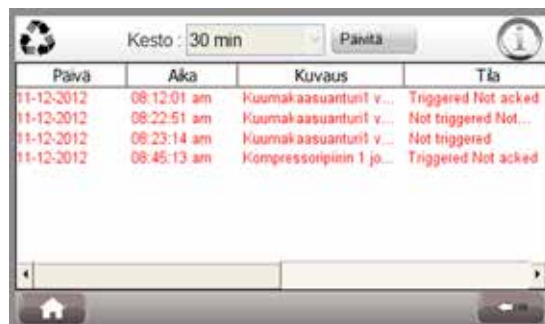 Kesto : 30 min Päivitä
Päivä Aika Kuvaus Tila
11-12-2012 08:12:01 am Kuumakaasuanturi1 v... Triggered Not acked
11-12-2012 08:22:51 am Kuumakaasuanturi1 v... Not triggered Not...
11-12-2012 08:23:14 am Kuumakaasuanturi1 v... Not triggered
11-12-2012 08:45:13 am Kompressoripiirin 1 jo... Triggered Not acked